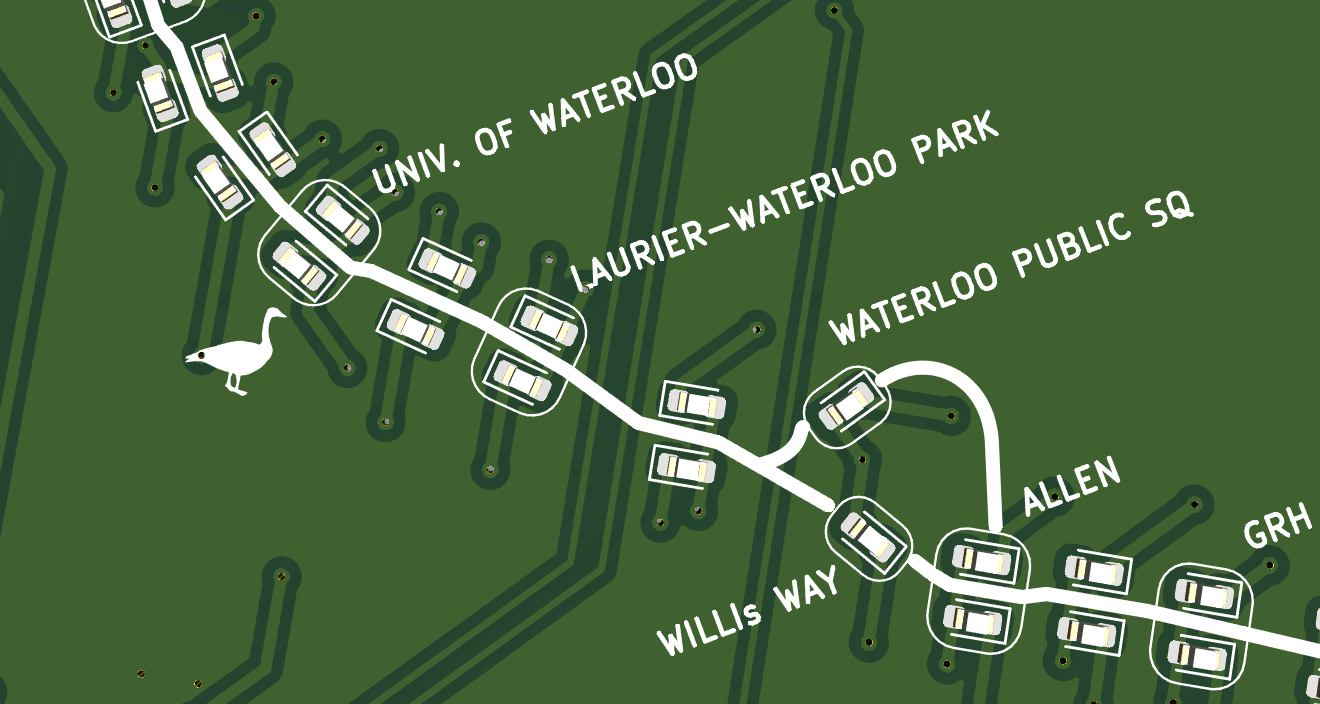 UNIV. OF WATERLOO
LAURIER-WATERLOO PARK
WATERLOO PUBLIC SQ
ALLEN
GRH
WILLIs WAY